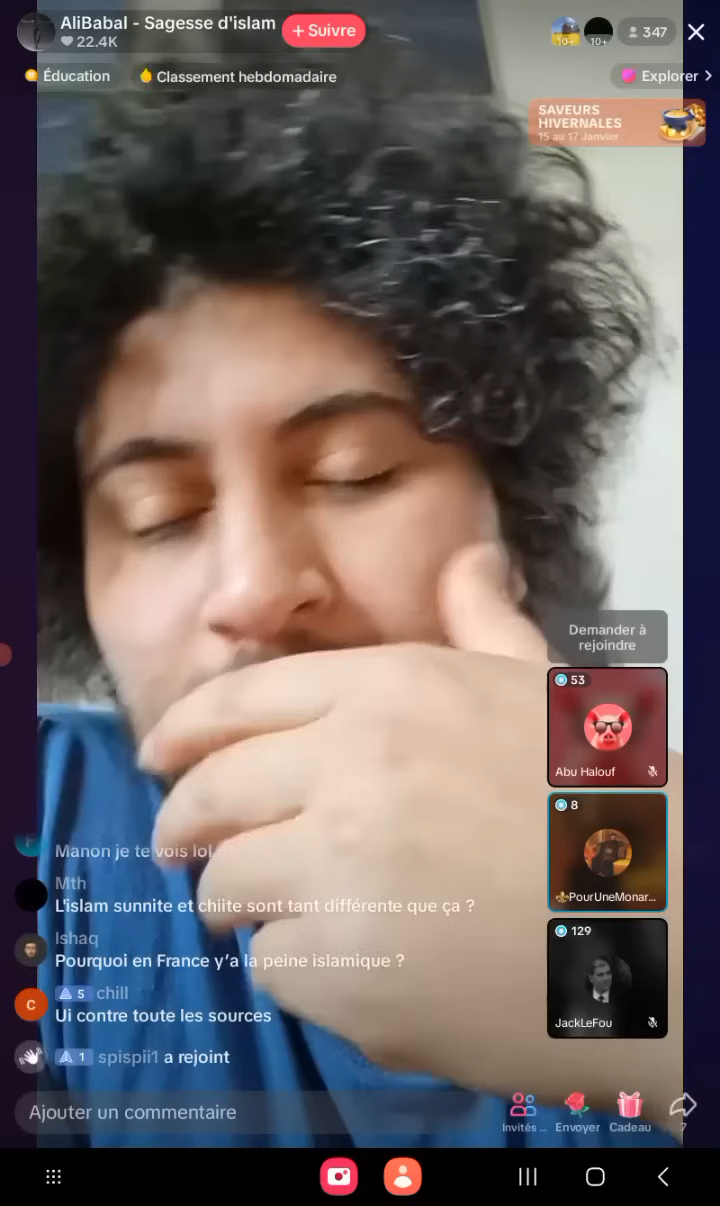 AliBabal - Sagesse d'islam
+ Suivre
22.4K
10+
10+
347
Éducation
Classement hebdomadaire
Explorer
SAVEURS
HIVERNALES
15 au 17 Janvier
Demander à
rejoindre
53
Abu Halouf
8
PourUneMonar...
129
JackLeFou
Manon je te vois lol
Mth
L'islam sunnite et chiite sont tant différente que ça ?
Ishaq
Pourquoi en France y'a la peine islamique ?
C
5 chill
Ui contre toute les sources
1 spispii1 a rejoint
Ajouter un commentaire
Invités ...
Envoyer
Cadeau
7